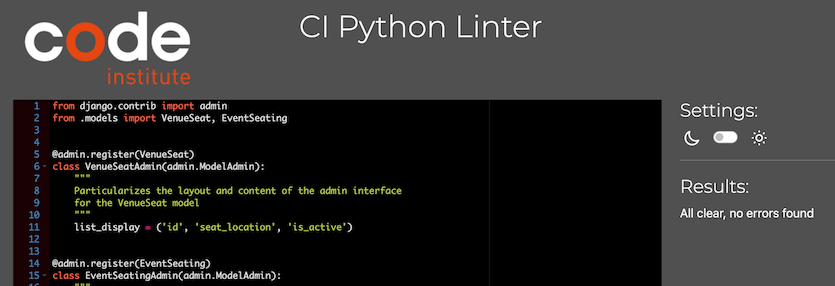 code
institute
CI Python Linter
1 from django.contrib import admin
2 from .models import VenueSeat, EventSeating
3
4
5 @admin.register(VenueSeat)
6 class VenueSeatAdmin(admin.ModelAdmin):
7 """
8 Particularizes the layout and content of the admin interface
9 for the VenueSeat model
10 """
11 list_display = ('id', 'seat_location', 'is_active')
12
13
14 @admin.register(EventSeating)
15 class EventSeatingAdmin(admin.ModelAdmin):
16 """
Settings:
Results:
All clear, no errors found